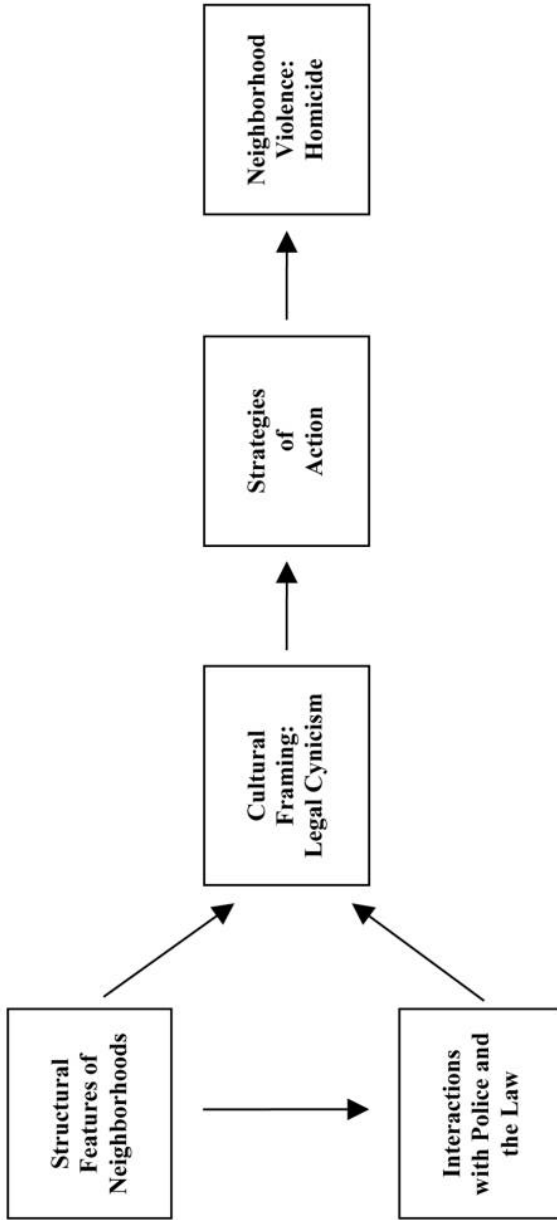 Structural
Features of
Neighborhoods
Interactions
with Police and
the Law
Cultural
Framing:
Legal Cynicism
Strategies
of
Action
Neighborhood
Violence:
Homicide